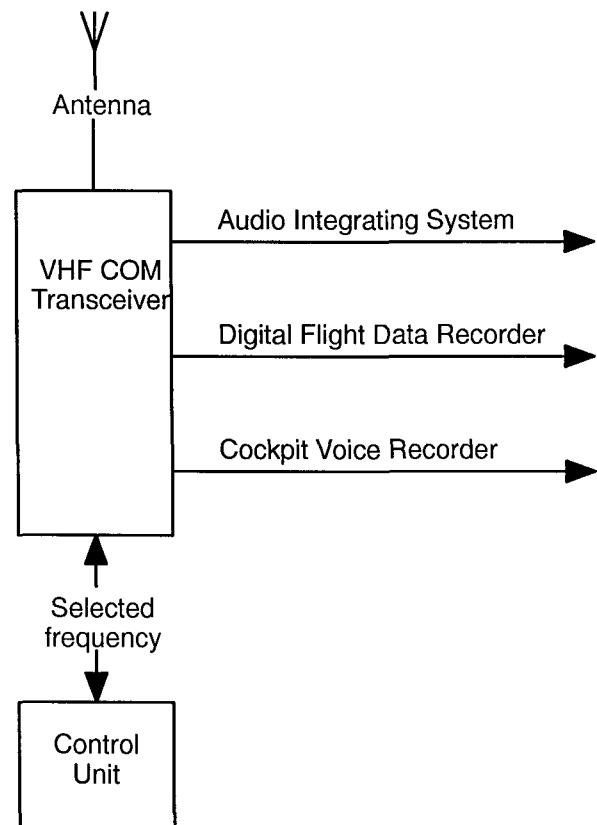 Antenna
Audio Integrating System
VHF COM
Transceiver
Digital Flight Data Recorder
Cockpit Voice Recorder
Selected
frequency
Control
Unit